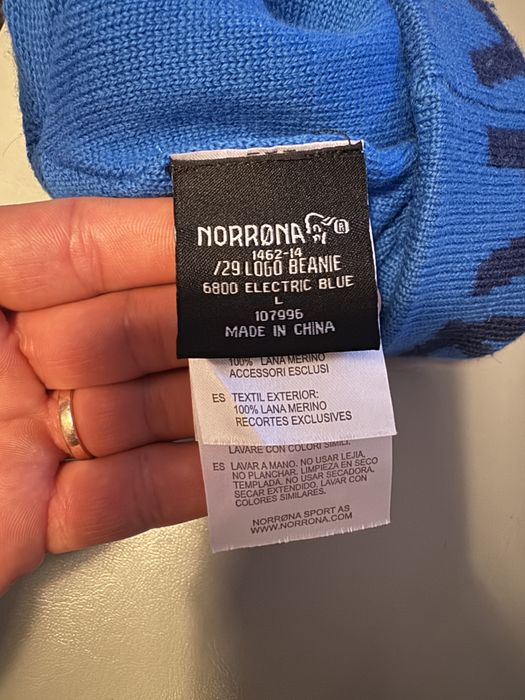 NORRØNA ®
1462-14
/29 LOGO BEANIE
6800 ELECTRIC BLUE
L
107996
MADE IN CHINA
100% LANA MERINO
ACCESSORI ESCLUSI
ES TEXTIL EXTERIOR:
100% LANA MERINO
RECORTES EXCLUSIVES
LAVARE CON COLORI SIMILI.
ES LAVAR A MANO. NO USAR LEJIA,
NO PLANCHAR. LIMPIEZA EN SECO
TEMPLADA. NO USAR SECADORA,
SECAR EXTENDIDO. LAVAR CON
COLORES SIMILARES.
NORRØNA SPORT AS
WWW.NORRONA.COM